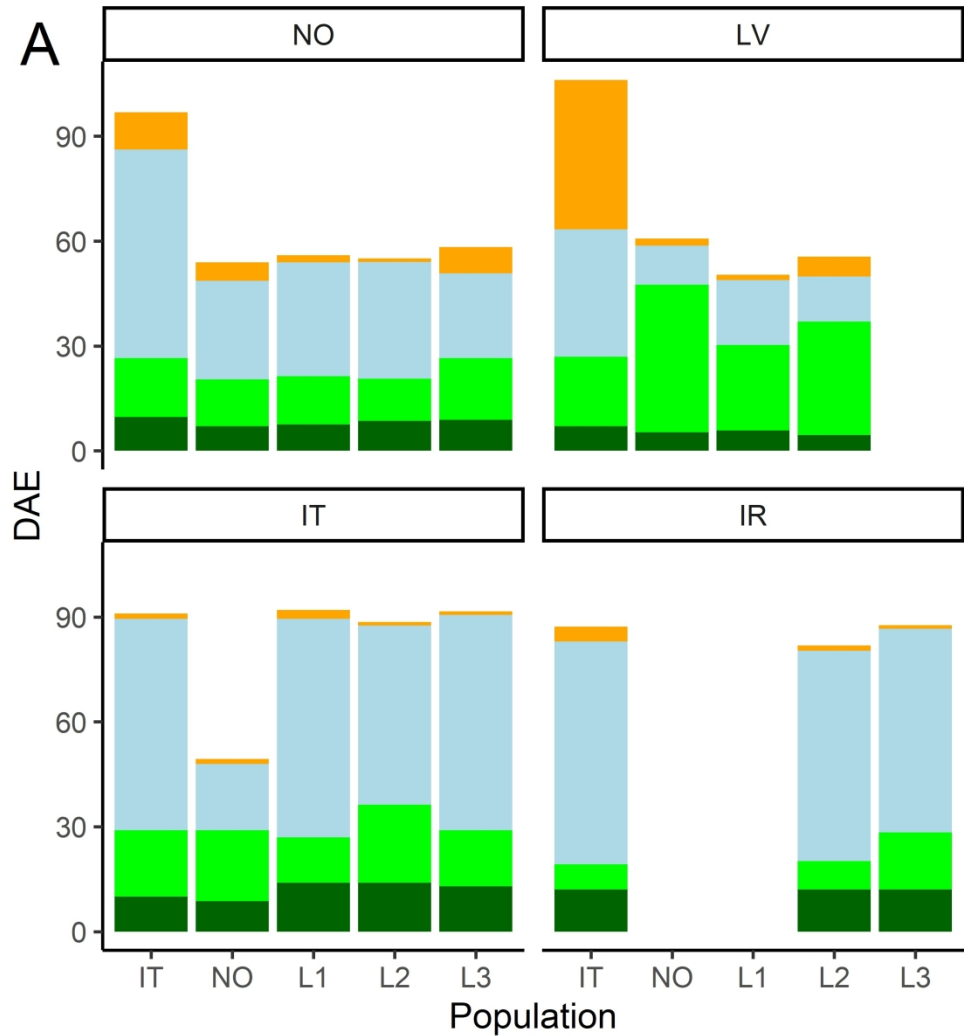 A
NO
LV
90
60
30
0
DAE
IT
IR
90
60
30
0
IT NO L1 L2 L3
IT NO L1 L2 L3
Population